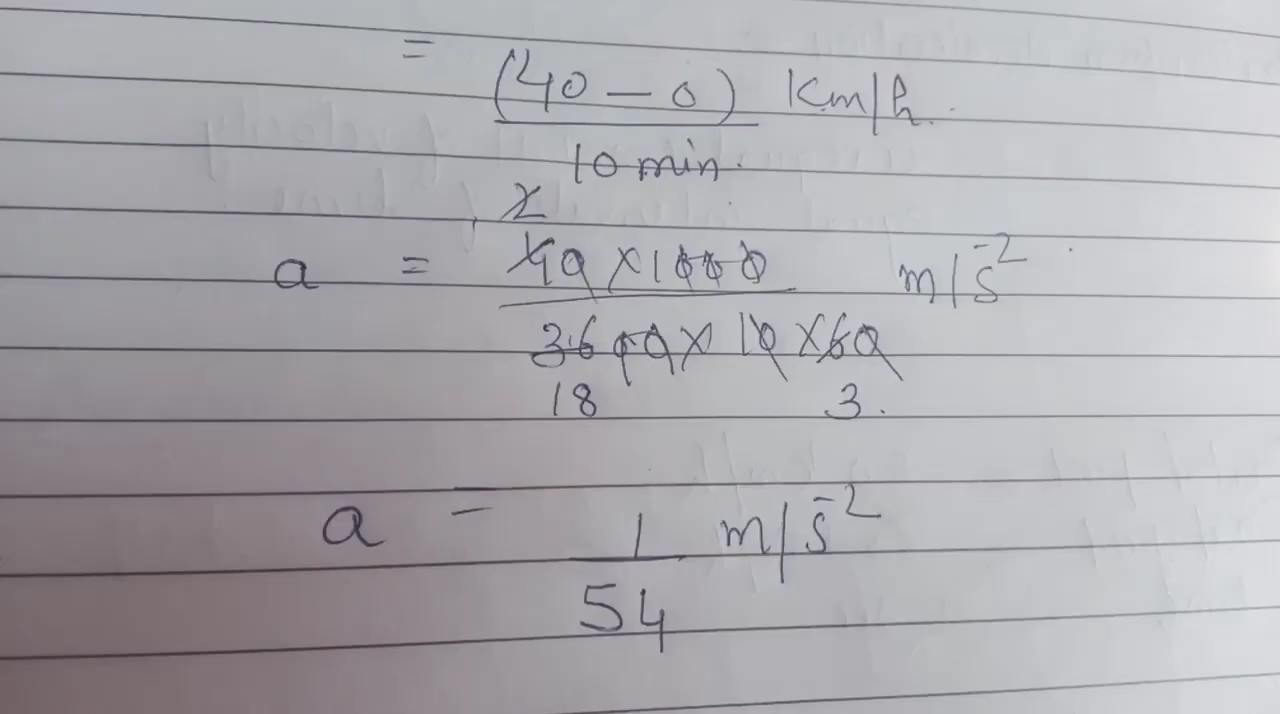 = (40 - 0) km/h.
10 min.
2
a = 40 × 1000 m/s⁻²
3600 × 10 × 60
18 3.
a = 1 m/s⁻²
54